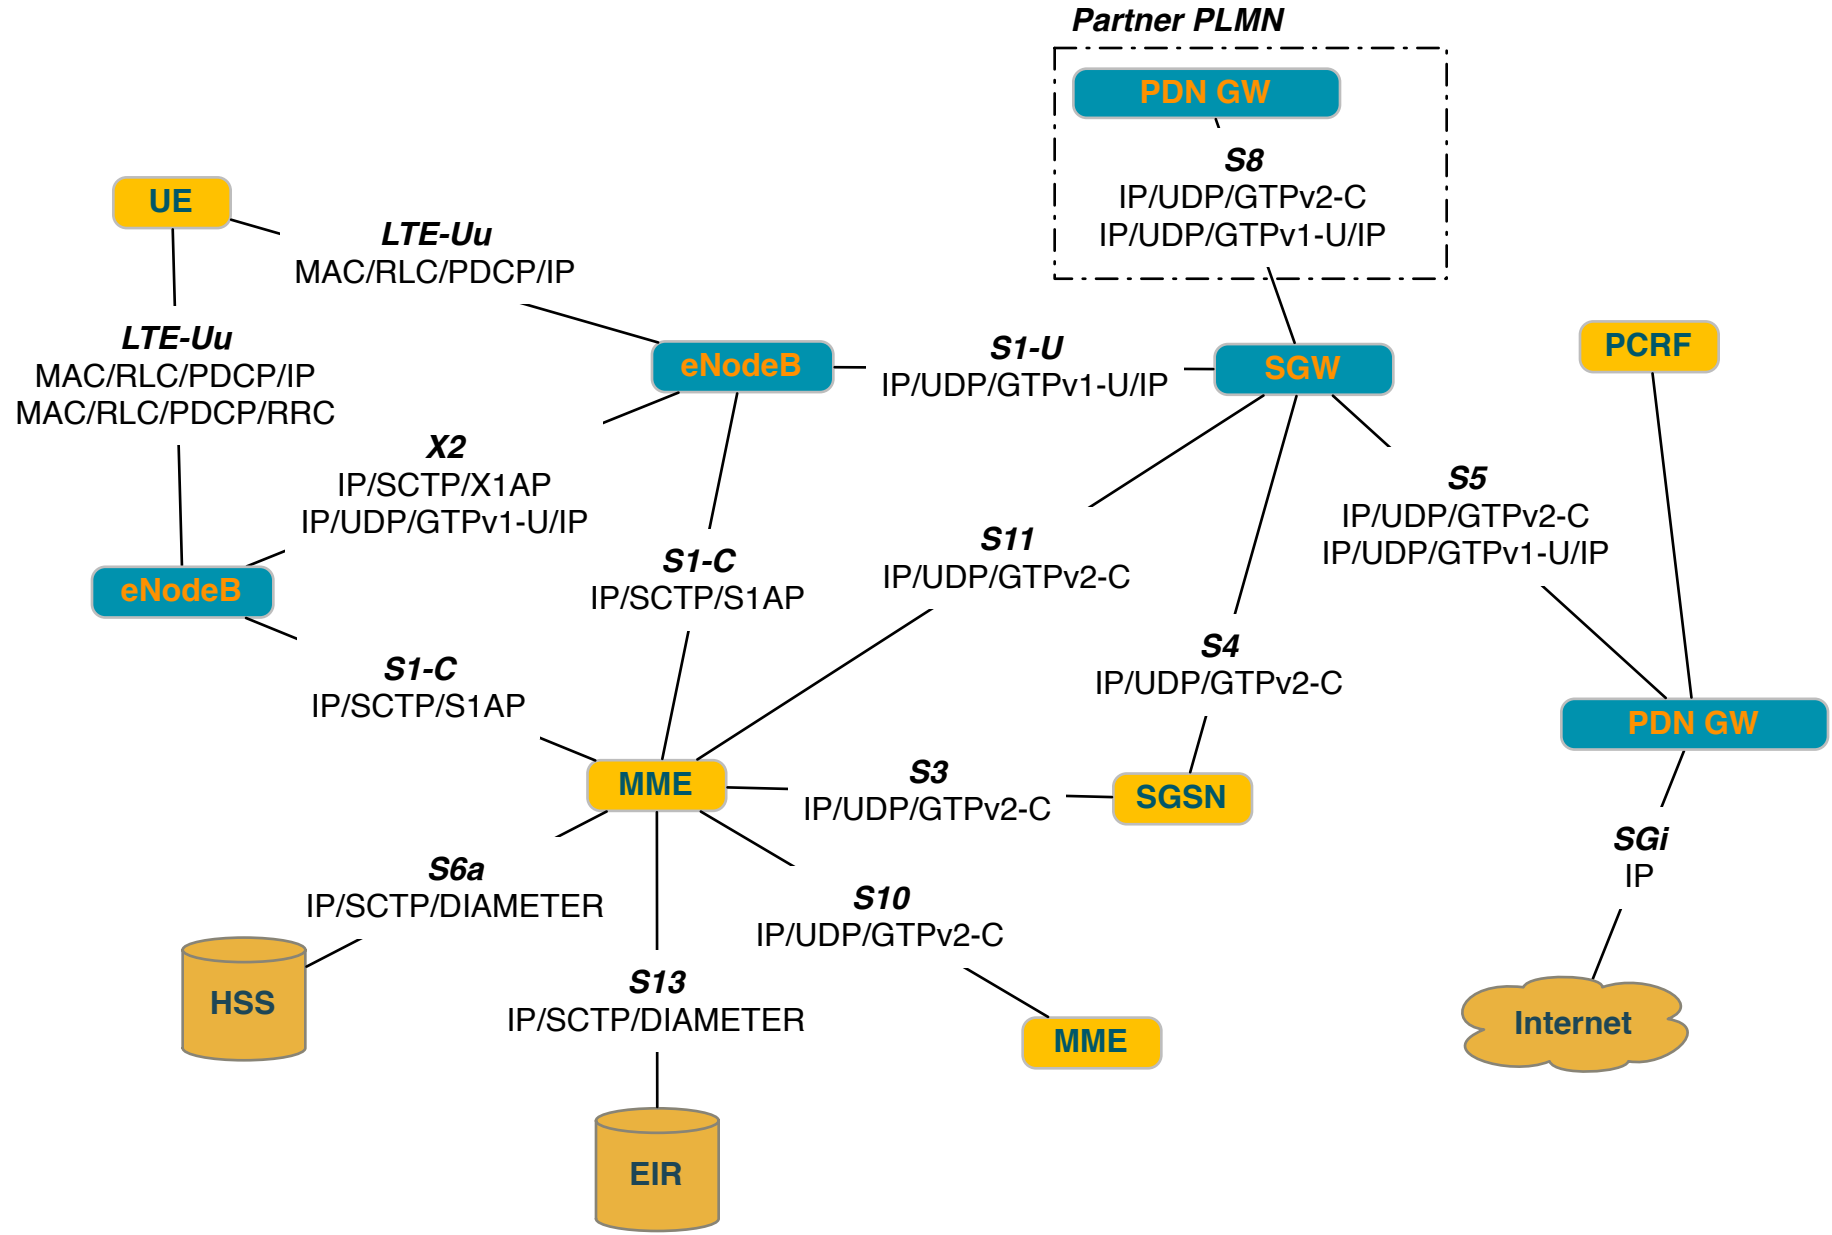 Partner PLMN
PDN GW
S8
IP/UDP/GTPv2-C
IP/UDP/GTPv1-U/IP
UE
LTE-Uu
MAC/RLC/PDCP/IP
LTE-Uu
MAC/RLC/PDCP/IP
MAC/RLC/PDCP/RRC
eNodeB
S1-U
IP/UDP/GTPv1-U/IP
SGW
PCRF
X2
IP/SCTP/X1AP
IP/UDP/GTPv1-U/IP
S5
IP/UDP/GTPv2-C
IP/UDP/GTPv1-U/IP
S11
IP/UDP/GTPv2-C
S1-C
IP/SCTP/S1AP
eNodeB
S4
IP/UDP/GTPv2-C
S1-C
IP/SCTP/S1AP
PDN GW
MME
S3
IP/UDP/GTPv2-C
SGSN
SGi
IP
S6a
IP/SCTP/DIAMETER
S10
IP/UDP/GTPv2-C
HSS
S13
IP/SCTP/DIAMETER
MME
Internet
EIR